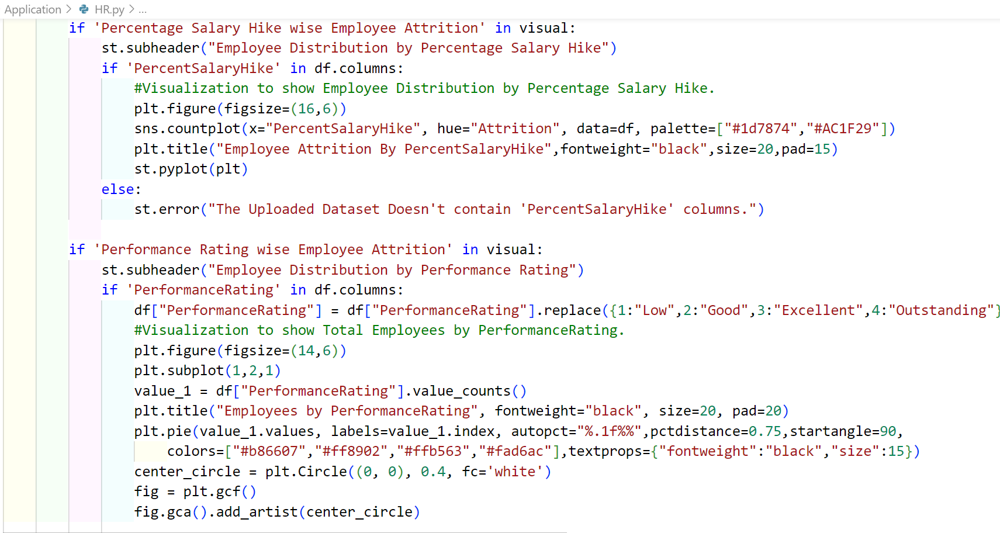 Application > HR.py > ...
if 'Percentage Salary Hike wise Employee Attrition' in visual:
    st.subheader("Employee Distribution by Percentage Salary Hike")
    if 'PercentSalaryHike' in df.columns:
        #Visualization to show Employee Distribution by Percentage Salary Hike.
        plt.figure(figsize=(16,6))
        sns.countplot(x="PercentSalaryHike", hue="Attrition", data=df, palette=["#1d7874","#AC1F29"])
        plt.title("Employee Attrition By PercentSalaryHike",fontweight="black",size=20,pad=15)
        st.pyplot(plt)
    else:
        st.error("The Uploaded Dataset Doesn't contain 'PercentSalaryHike' columns.")
if 'Performance Rating wise Employee Attrition' in visual:
    st.subheader("Employee Distribution by Performance Rating")
    if 'PerformanceRating' in df.columns:
        df["PerformanceRating"] = df["PerformanceRating"].replace({1:"Low",2:"Good",3:"Excellent",4:"Outstanding"}
        #Visualization to show Total Employees by PerformanceRating.
        plt.figure(figsize=(14,6))
        plt.subplot(1,2,1)
        value_1 = df["PerformanceRating"].value_counts()
        plt.title("Employees by PerformanceRating", fontweight="black", size=20, pad=20)
        plt.pie(value_1.values, labels=value_1.index, autopct="%.1f%%",pctdistance=0.75,startangle=90,
            colors=["#b86607","#ff8902","#ffb563","#fad6ac"],textprops={"fontweight":"black","size":15})
        center_circle = plt.Circle((0, 0), 0.4, fc='white')
        fig = plt.gcf()
        fig.gca().add_artist(center_circle)